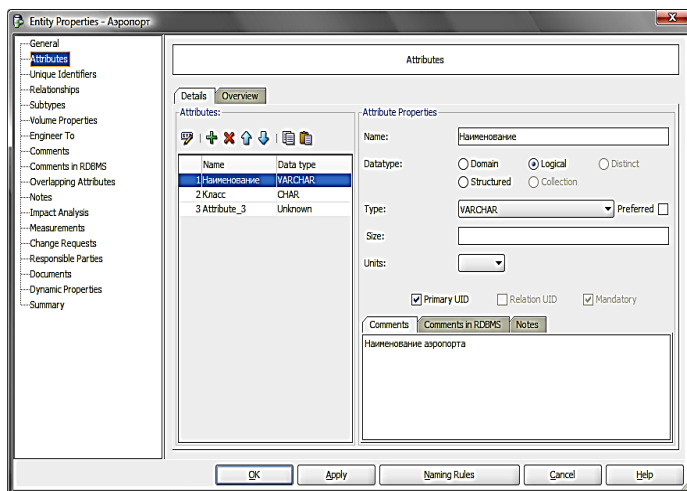 Entity Properties - Аэропорт
General
Attributes
Unique Identifiers
Relationships
Subtypes
Volume Properties
Engineer To
Comments
Comments in RDBMS
Overlapping Attributes
Notes
Impact Analysis
Measurements
Change Requests
Responsible Parties
Documents
Dynamic Properties
Summary
Attributes
Details Overview
Attributes:
Name Data type
1 Наименование VARCHAR
2 Класс CHAR
3 Attribute_3 Unknown
Attribute Properties
Name: Наименование
Datatype: Domain Logical Distinct
Structured Collection
Type: VARCHAR Preferred
Size:
Units:
Primary UID Relation UID Mandatory
Comments Comments in RDBMS Notes
Наименование аэропорта
OK Apply Naming Rules Cancel Help